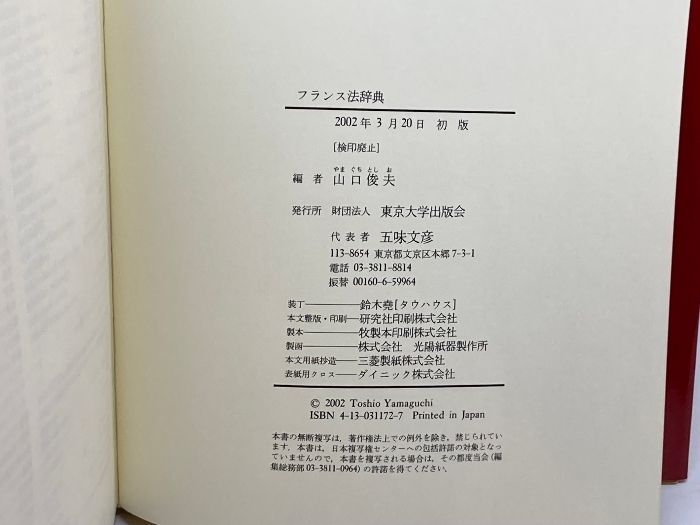 フランス法辞典
2002年3月20日 初 版
[検印廃止]
やま ぐち とし お
編 者 山口俊夫
発行所 財団法人 東京大学出版会
代表者 五味文彦
113-8654 東京都文京区本郷7-3-1
電話 03-3811-8814
振替 00160-6-59964
装丁――鈴木堯[タウハウス]
本文整版・印刷――研究社印刷株式会社
製本――牧製本印刷株式会社
製函――株式会社 光陽紙器製作所
本文用紙抄造――三菱製紙株式会社
表紙用クロス――ダイニック株式会社
© 2002 Toshio Yamaguchi
ISBN 4-13-031172-7 Printed in Japan
本書の無断複写は,著作権法上での例外を除き,禁じられています.本書は,日本複写権センターへの包括許諾の対象となっていませんので,本書を複写される場合は,その都度当会(編集総務部 03-3811-0964)の許諾を得てください.